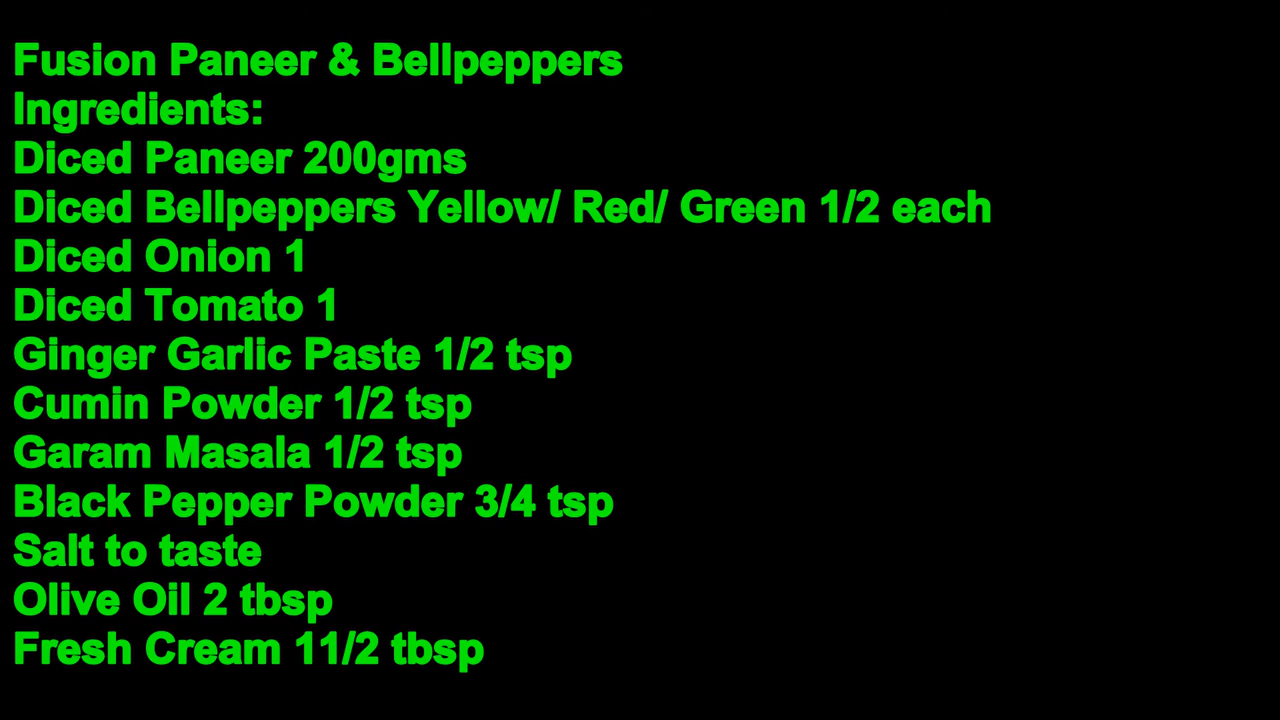 Fusion Paneer & Bellpeppers
Ingredients:
Diced Paneer 200gms
Diced Bellpeppers Yellow/ Red/ Green 1/2 each
Diced Onion 1
Diced Tomato 1
Ginger Garlic Paste 1/2 tsp
Cumin Powder 1/2 tsp
Garam Masala 1/2 tsp
Black Pepper Powder 3/4 tsp
Salt to taste
Olive Oil 2 tbsp
Fresh Cream 11/2 tbsp